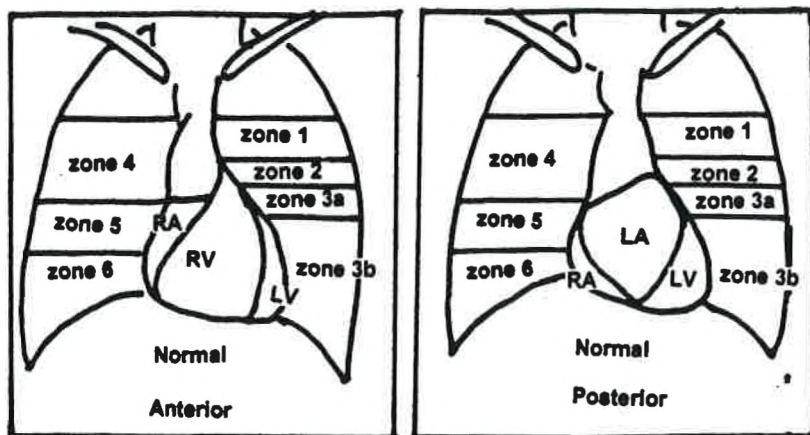 zone 1
zone 4
zone 2
zone 3a
zone 5
RA
RV
zone 6
zone 3b
LV
Normal
Anterior
zone 1
zone 4
zone 2
zone 3a
zone 5
LA
zone 6
RA
LV
zone 3b
Normal
Posterior